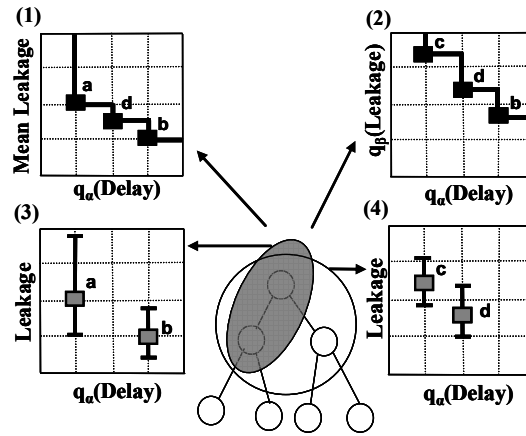 (1)
Mean Leakage
a
d
b
qα(Delay)
(2)
qβ(Leakage)
c
d
b
qα(Delay)
(3)
Leakage
a
b
qα(Delay)
(4)
Leakage
c
d
qα(Delay)